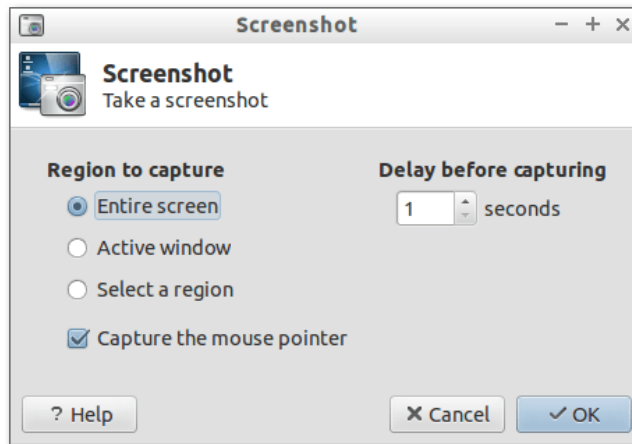 Screenshot
Screenshot
Take a screenshot
Region to capture
Entire screen
Active window
Select a region
Capture the mouse pointer
Delay before capturing
1 seconds
? Help
Cancel
OK